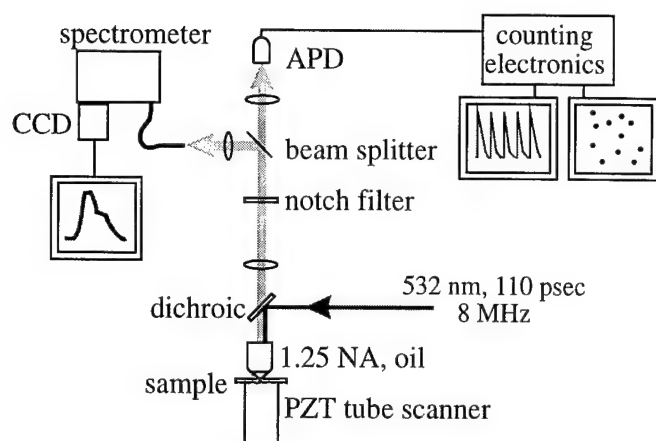 spectrometer
APD
counting
electronics
CCD
beam splitter
notch filter
dichroic
532 nm, 110 psec
8 MHz
1.25 NA, oil
sample
PZT tube scanner